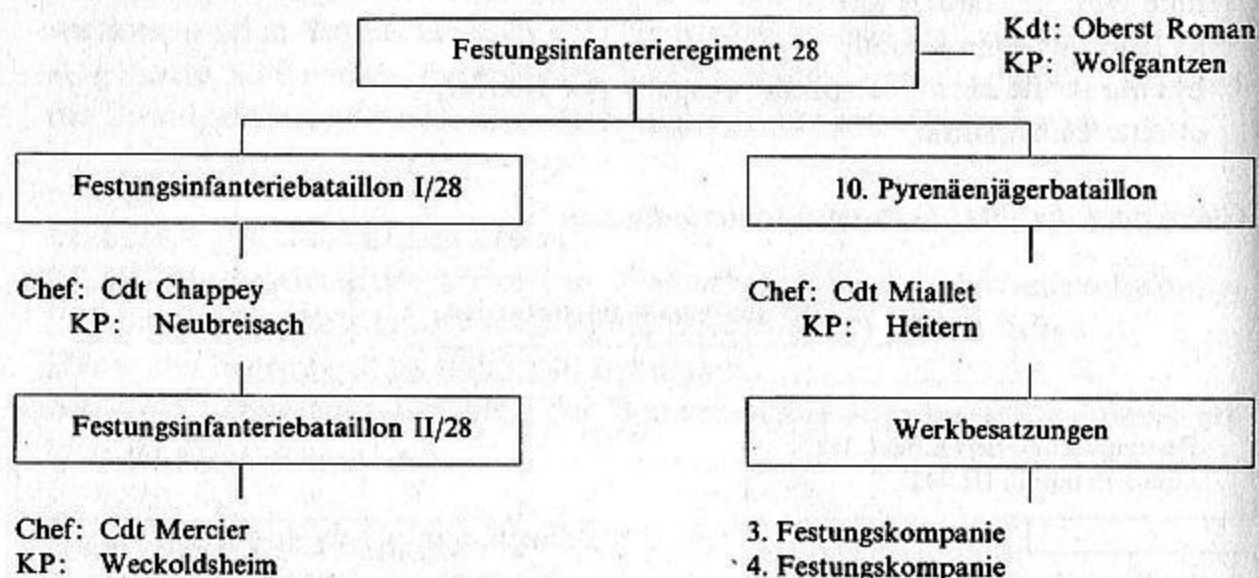 Festungsinfanterieregiment 28
Kdt: Oberst Roman
KP: Wolfgantzen
Festungsinfanteriebataillon I/28
Chef: Cdt Chappey
KP: Neubreisach
10. Pyrenäenjägerbataillon
Chef: Cdt Miallet
KP: Heitern
Festungsinfanteriebataillon II/28
Chef: Cdt Mercier
KP: Weckoldsheim
Werkbesatzungen
3. Festungskompanie
4. Festungskompanie